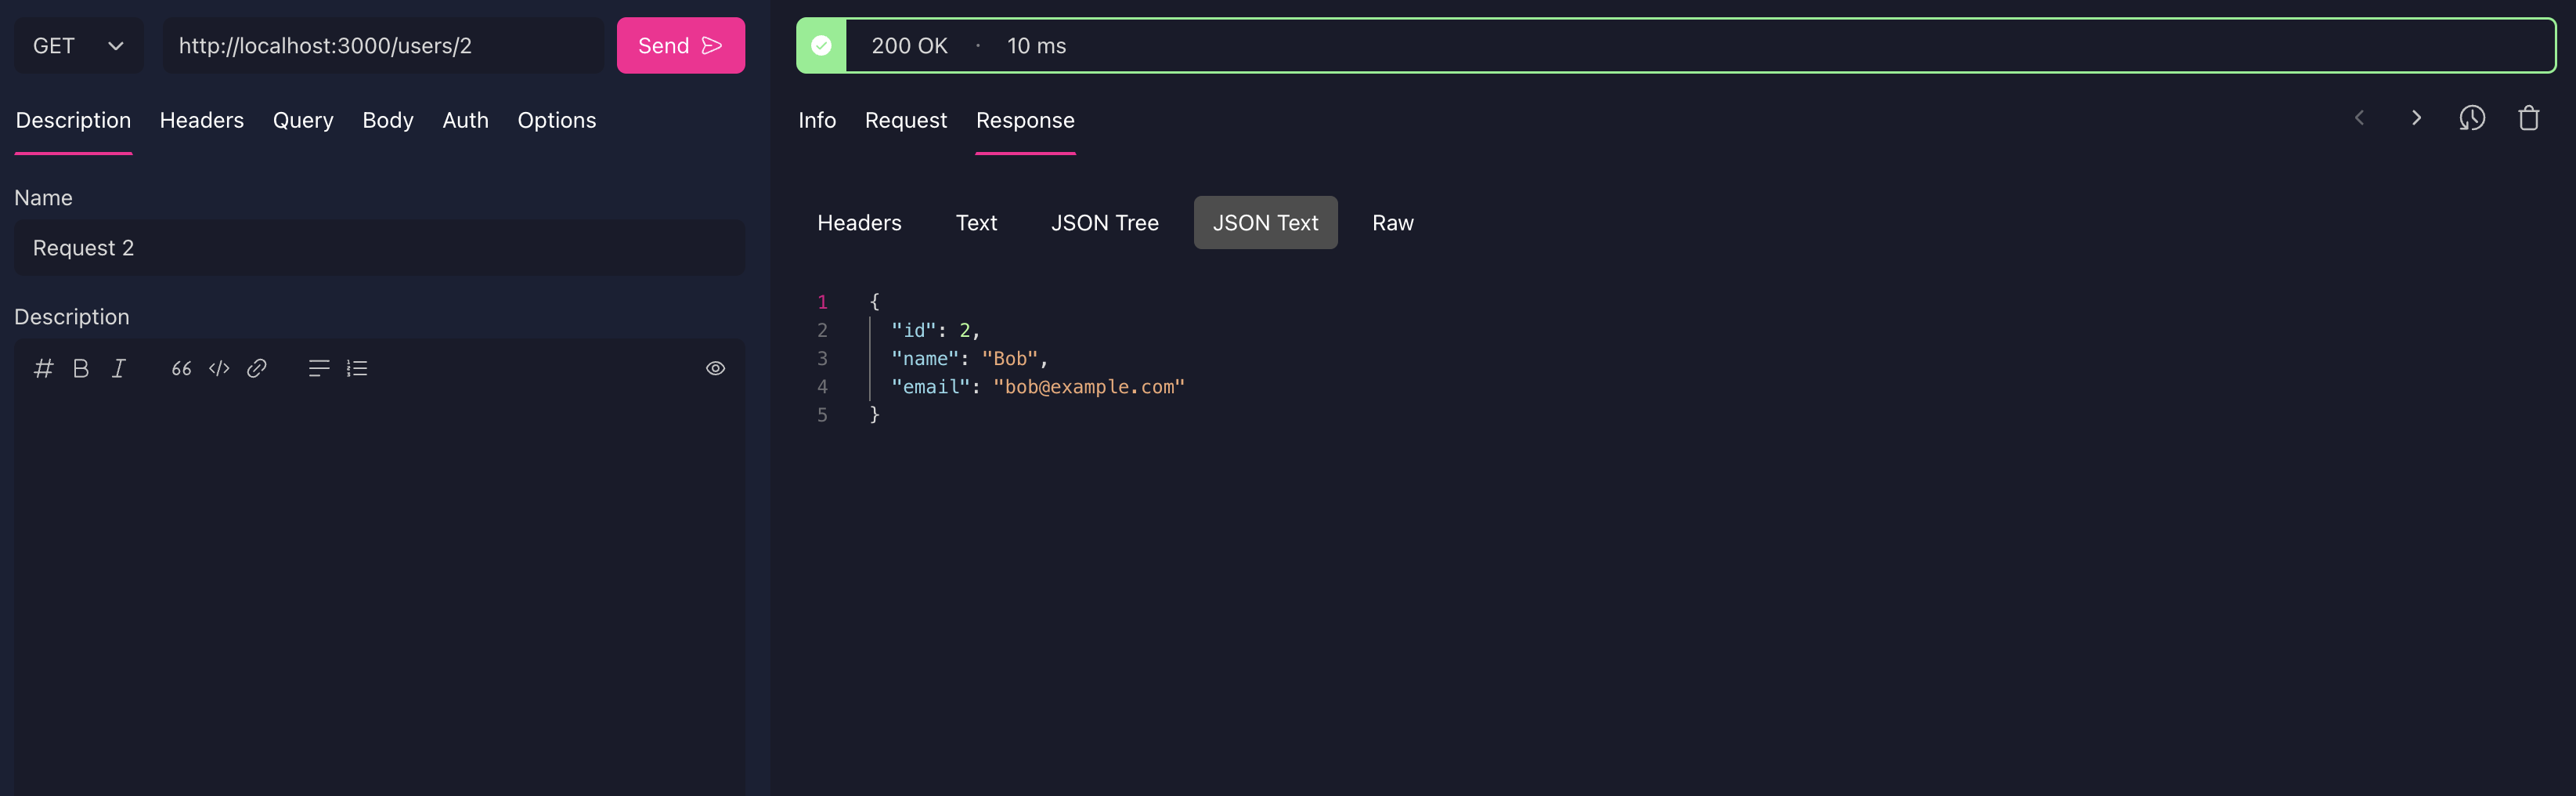 GET
http://localhost:3000/users/2
Send
Description Headers Query Body Auth Options
Name
Request 2
Description
200 OK · 10 ms
Info Request Response
Headers Text JSON Tree JSON Text Raw
1 {
2 "id": 2,
3 "name": "Bob",
4 "email": "bob@example.com"
5 }